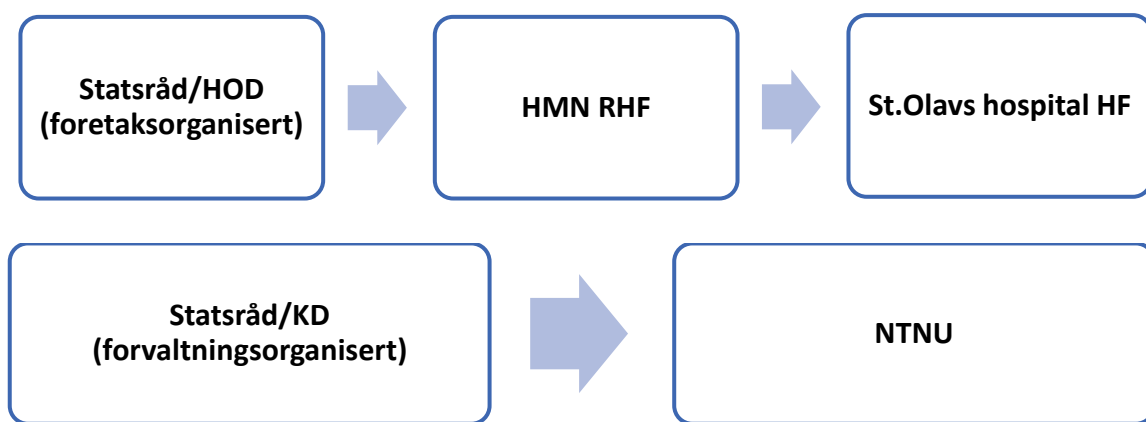 Statsråd/HOD
(foretaksorganisert)
HMN RHF
St.Olavs hospital HF
Statsråd/KD
(forvaltningsorganisert)
NTNU